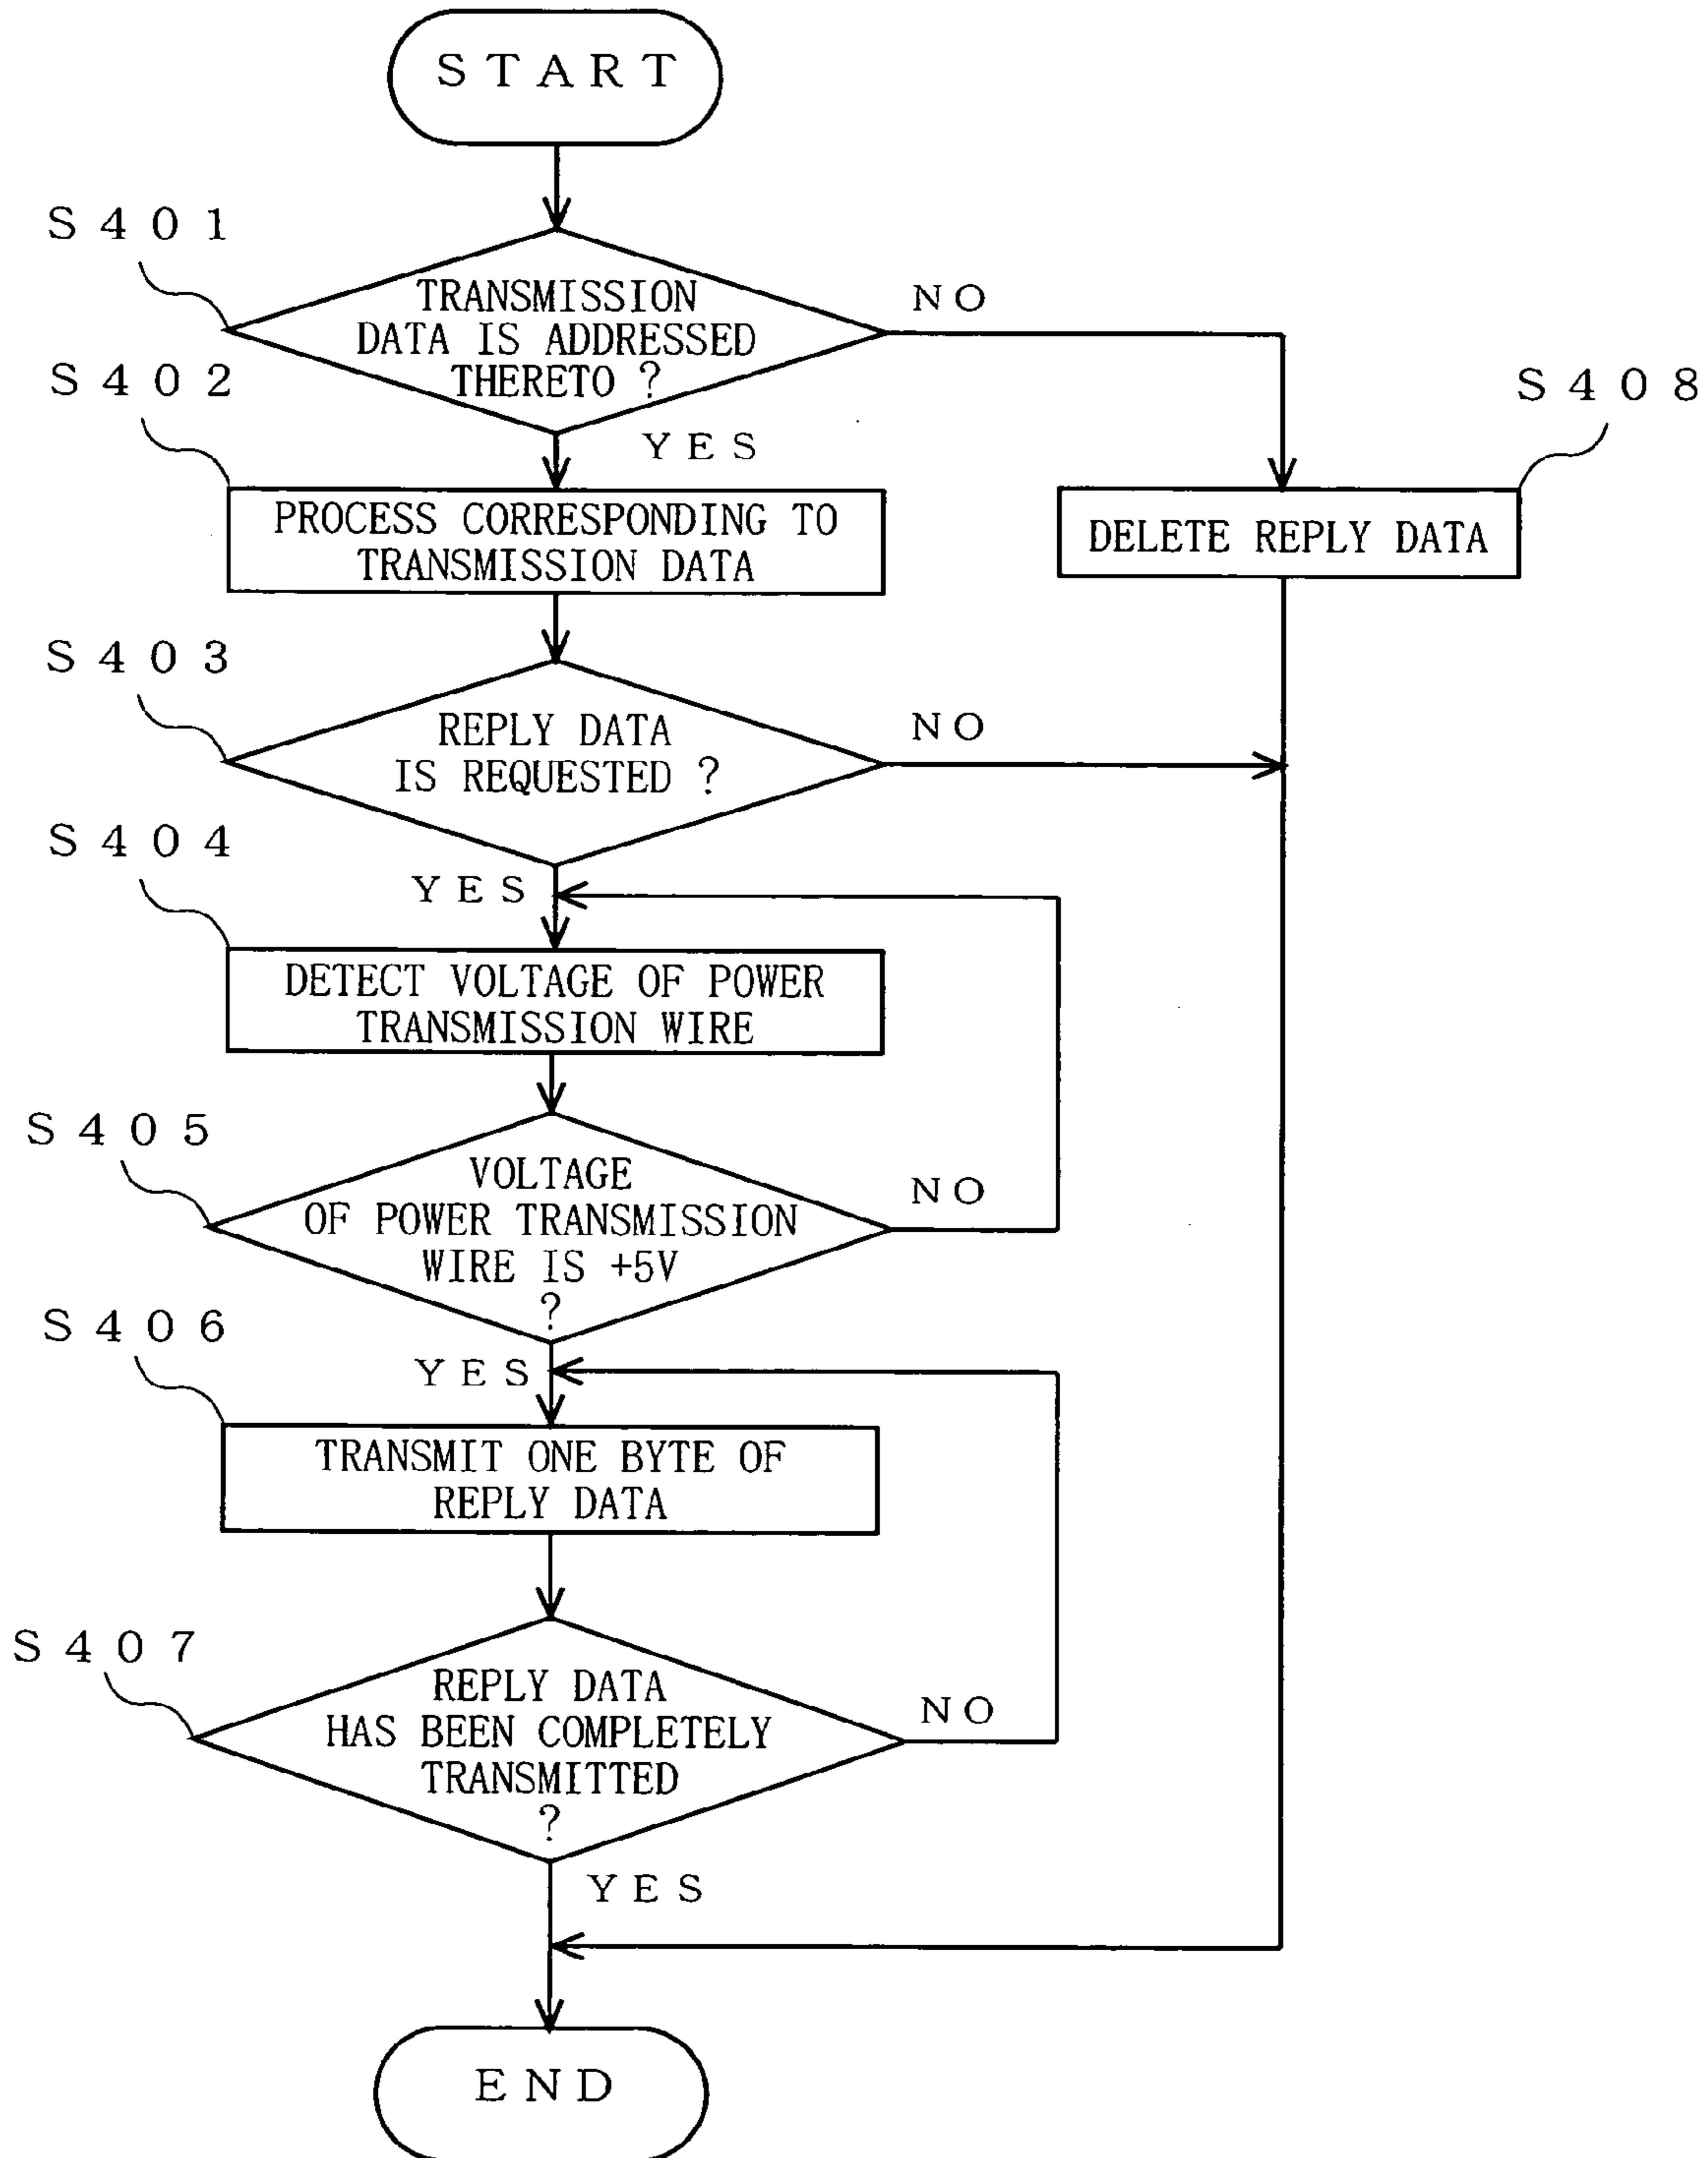 START
S401
TRANSMISSION
DATA IS ADDRESSED
THERETO ?
NO
YES
S402
PROCESS CORRESPONDING TO
TRANSMISSION DATA
S408
DELETE REPLY DATA
S403
REPLY DATA
IS REQUESTED ?
NO
YES
S404
DETECT VOLTAGE OF POWER
TRANSMISSION WIRE
S405
VOLTAGE
OF POWER TRANSMISSION
WIRE IS +5V
?
NO
YES
S406
TRANSMIT ONE BYTE OF
REPLY DATA
S407
REPLY DATA
HAS BEEN COMPLETELY
TRANSMITTED
?
NO
YES
END